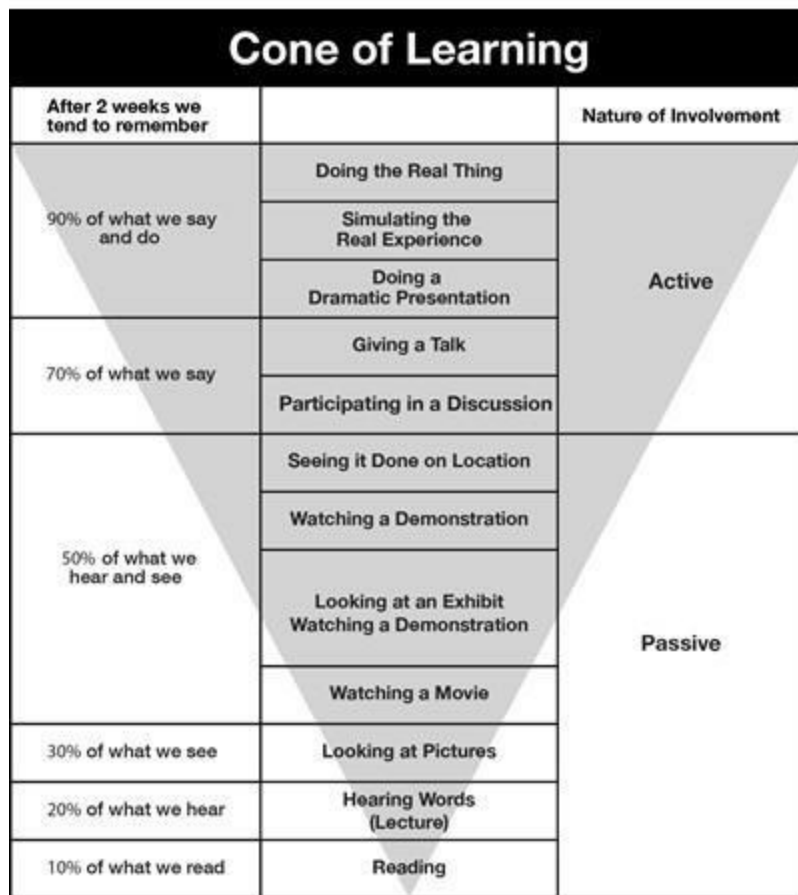 Cone of Learning
After 2 weeks we
tend to remember
Nature of Involvement
90% of what we say
and do
Doing the Real Thing
Simulating the
Real Experience
Doing a
Dramatic Presentation
Active
70% of what we say
Giving a Talk
Participating in a Discussion
50% of what we
hear and see
Seeing it Done on Location
Watching a Demonstration
Looking at an Exhibit
Watching a Demonstration
Watching a Movie
Passive
30% of what we see
Looking at Pictures
20% of what we hear
Hearing Words
(Lecture)
10% of what we read
Reading